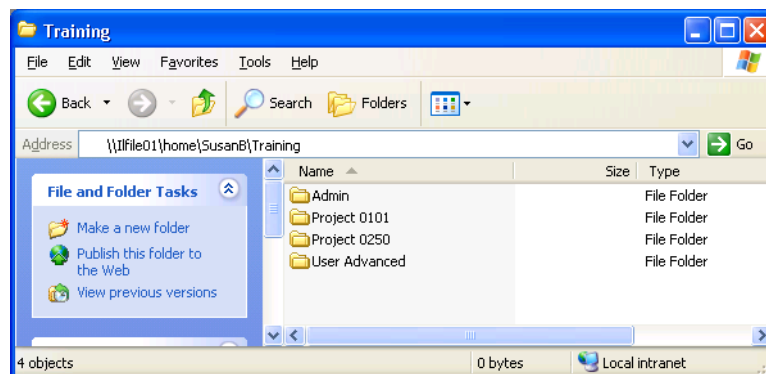 Training
File Edit View Favorites Tools Help
Back Search Folders
Address \\Ilfile01\home\SusanB\Training Go
Name Size Type
File and Folder Tasks
Make a new folder
Publish this folder to
the Web
View previous versions
Admin File Folder
Project 0101 File Folder
Project 0250 File Folder
User Advanced File Folder
4 objects 0 bytes Local intranet